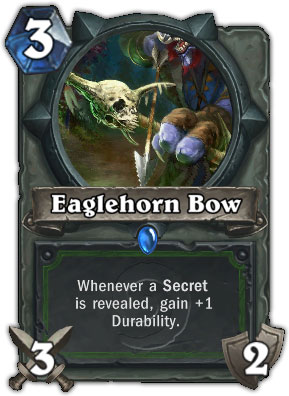 3
Eaglehorn Bow
Whenever a Secret
is revealed, gain +1
Durability.
3 2